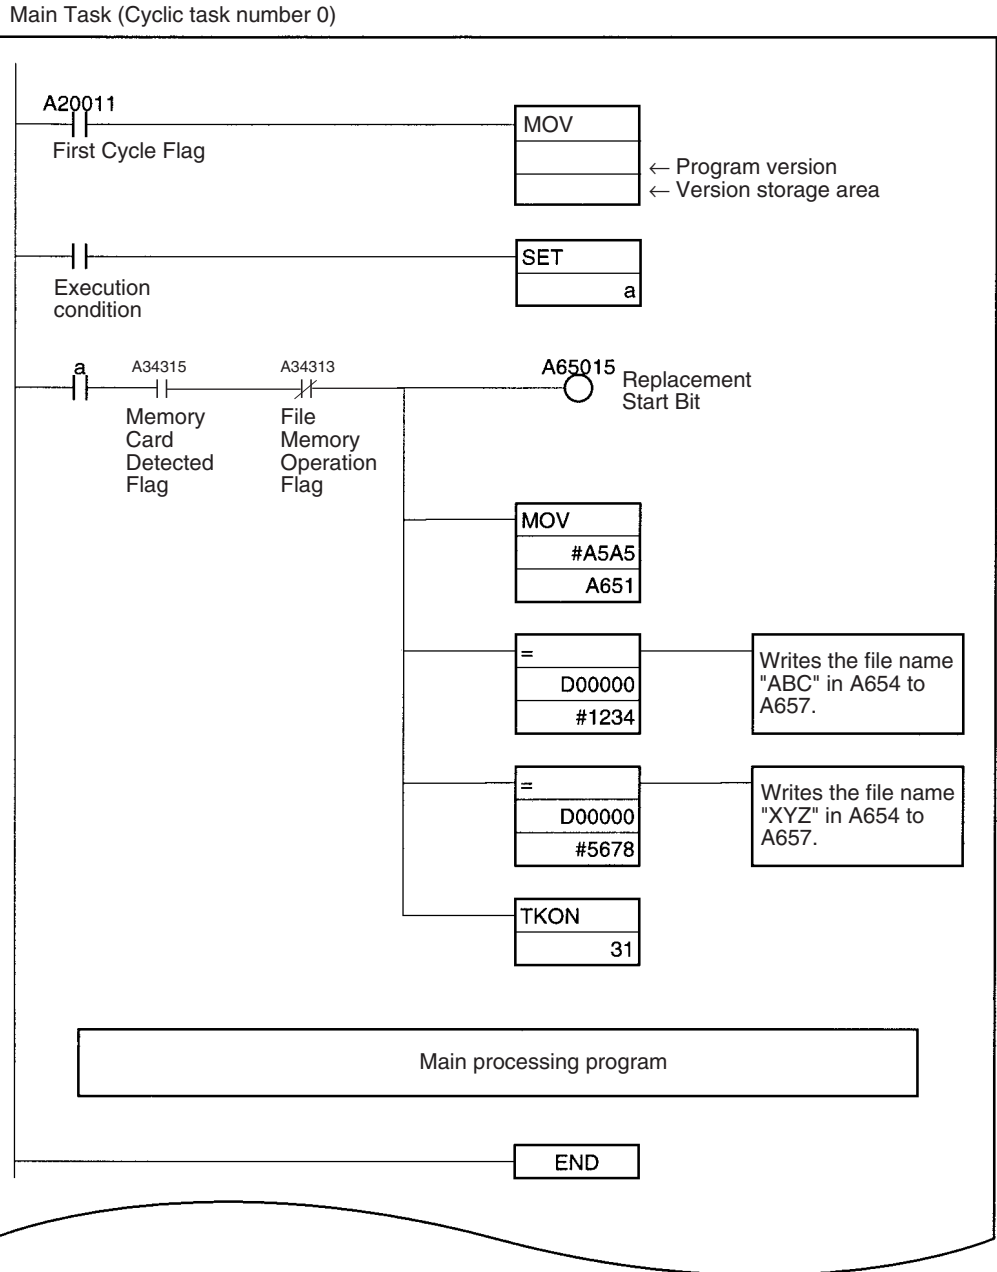 Main Task (Cyclic task number 0)
A20011
First Cycle Flag
MOV
← Program version
← Version storage area
Execution
condition
SET
a
a
A34315
Memory
Card
Detected
Flag
A34313
File
Memory
Operation
Flag
A65015
Replacement
Start Bit
MOV
#A5A5
A651
=
D00000
#1234
Writes the file name
"ABC" in A654 to
A657.
=
D00000
#5678
Writes the file name
"XYZ" in A654 to
A657.
TKON
31
Main processing program
END